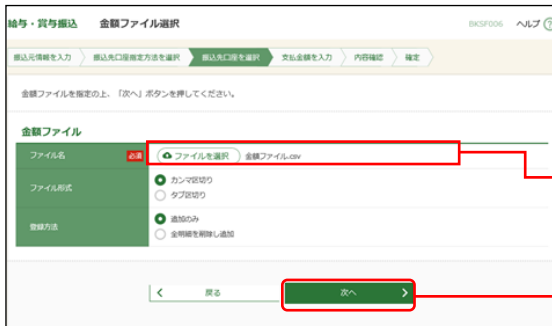 給与・賞与振込 金額ファイル選択 BKSF006 ヘルプ ?
振込元情報を入力 振込先口座指定方法を選択 振込先口座を選択 支払金額を入力 内容確認 確定
金額ファイルを指定の上、「次へ」ボタンを押してください。
金額ファイル
ファイル名 必須 ファイルを選択 金額ファイル.csv
ファイル形式 カンマ区切り
タブ区切り
登録方法 追加のみ
全明細を削除し追加
戻る 次へ